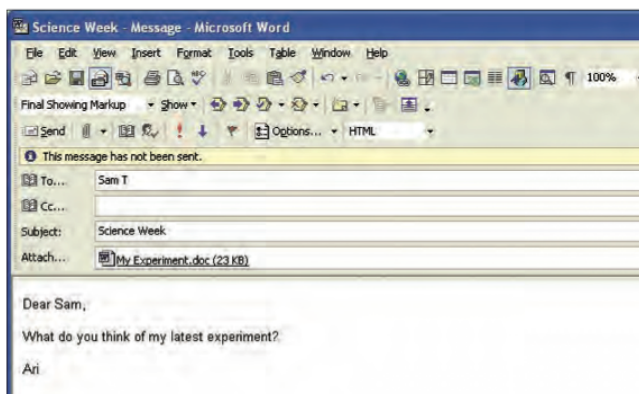 Science Week - Message - Microsoft Word
File Edit View Insert Format Tools Table Window Help
¶ 100%
Final Showing Markup Show
Send ! Options... HTML
This message has not been sent.
To... Sam T
Cc...
Subject: Science Week
Attach... My Experiment.doc (23 KB)
Dear Sam,
What do you think of my latest experiment?
Ari